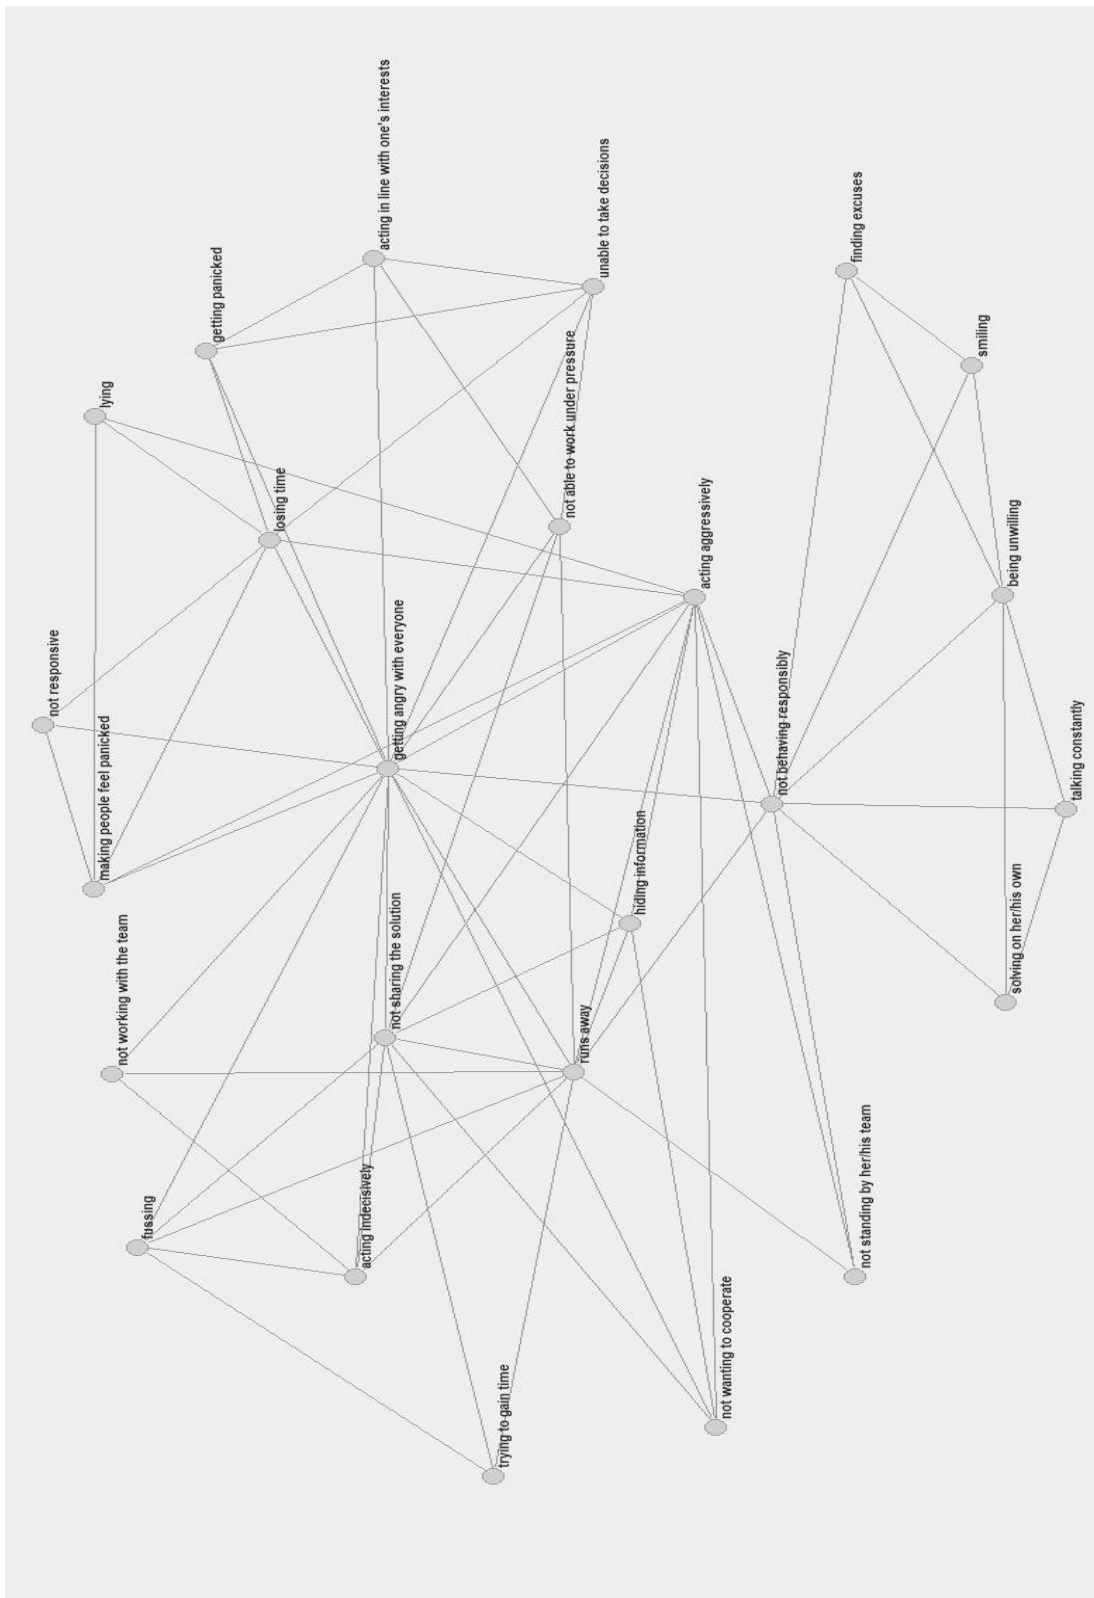 acting in line with one's interests
unable to take decisions
finding excuses
getting panicked
smiling
lying
not able to work under pressure
losing time
acting aggressively
being unwilling
not responsive
getting angry with everyone
not behaving responsibly
talking constantly
making people feel panicked
hiding information
solving on her/his own
not working with the team
not sharing the solution
runs away
fussing
acting indecisively
not standing by her/his team
not wanting to cooperate
trying to gain time